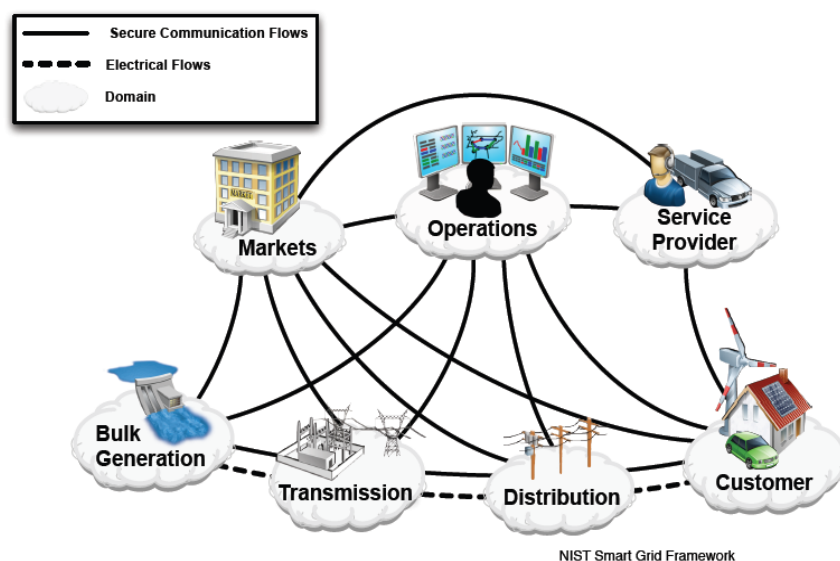 Secure Communication Flows
Electrical Flows
Domain
MARKET
Markets
Operations
Service
Provider
Bulk
Generation
Transmission
Distribution
Customer
NIST Smart Grid Framework